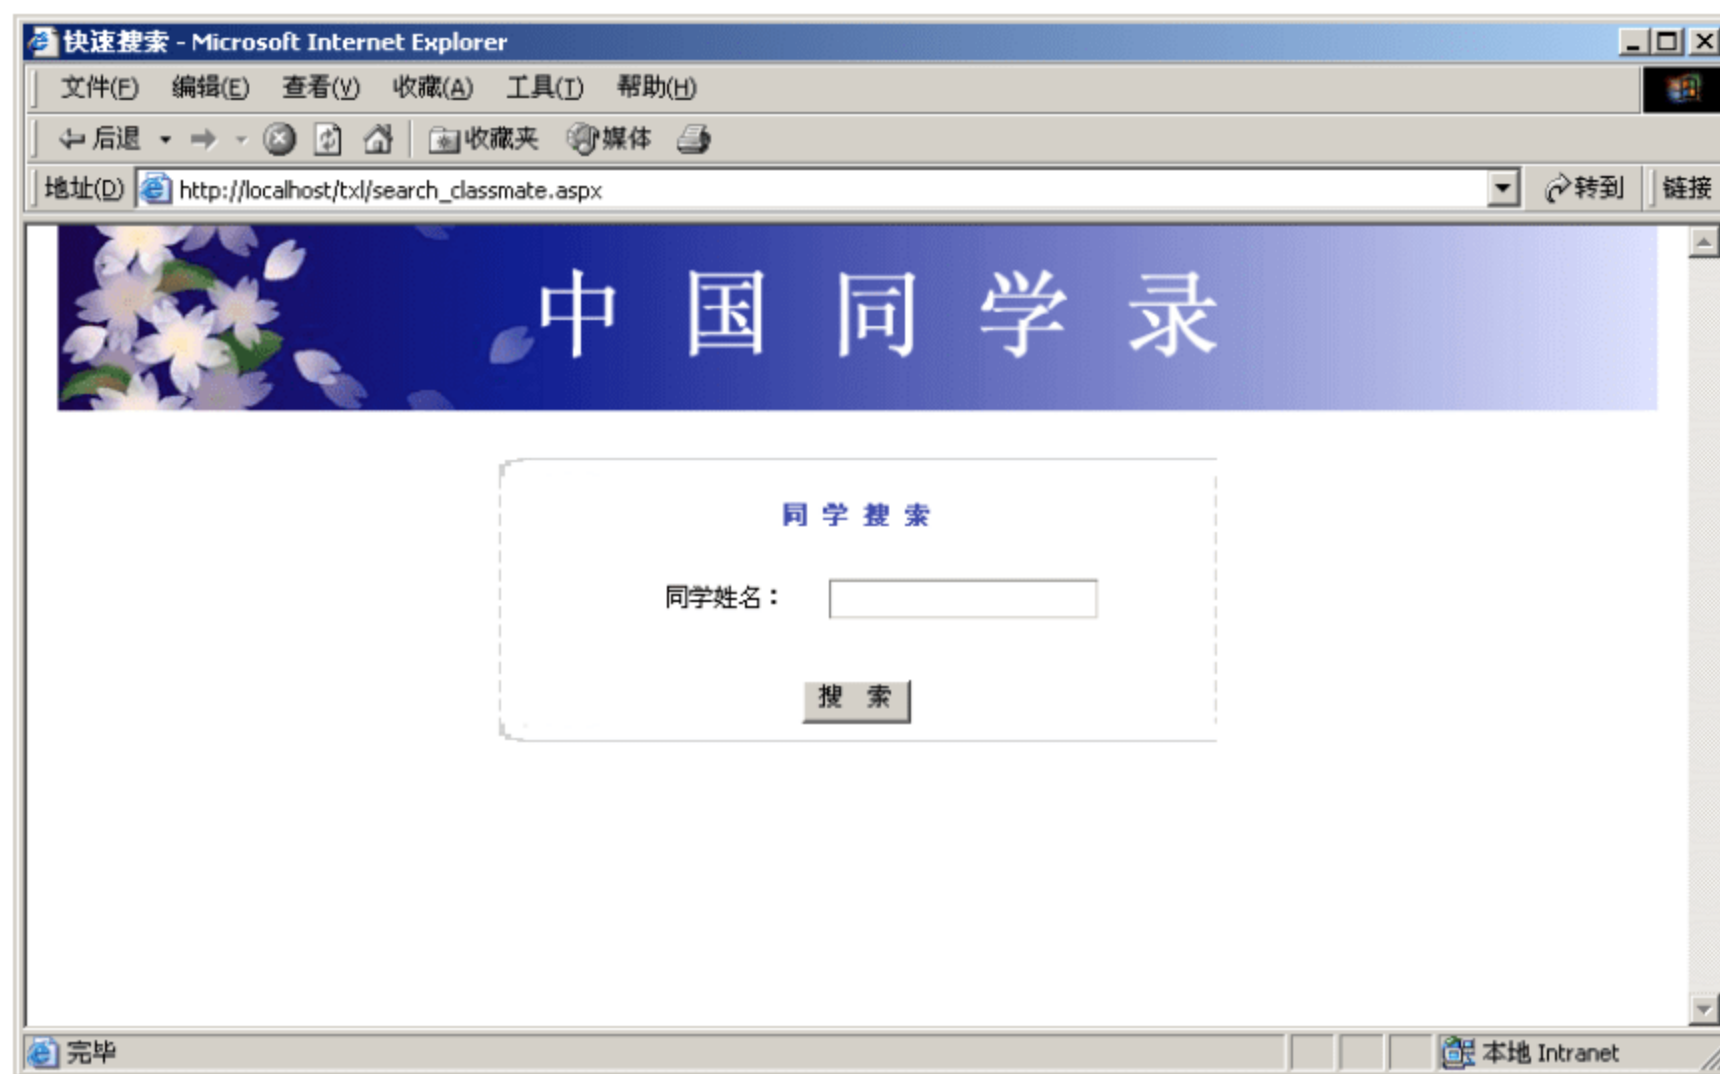 快速搜索 - Microsoft Internet Explorer
文件(F) 编辑(E) 查看(V) 收藏(A) 工具(T) 帮助(H)
后退 收藏夹 媒体
地址(D) http://localhost/txl/search_classmate.aspx 转到 链接
中国同学录
同学搜索
同学姓名：
搜 索
完毕 本地 Intranet